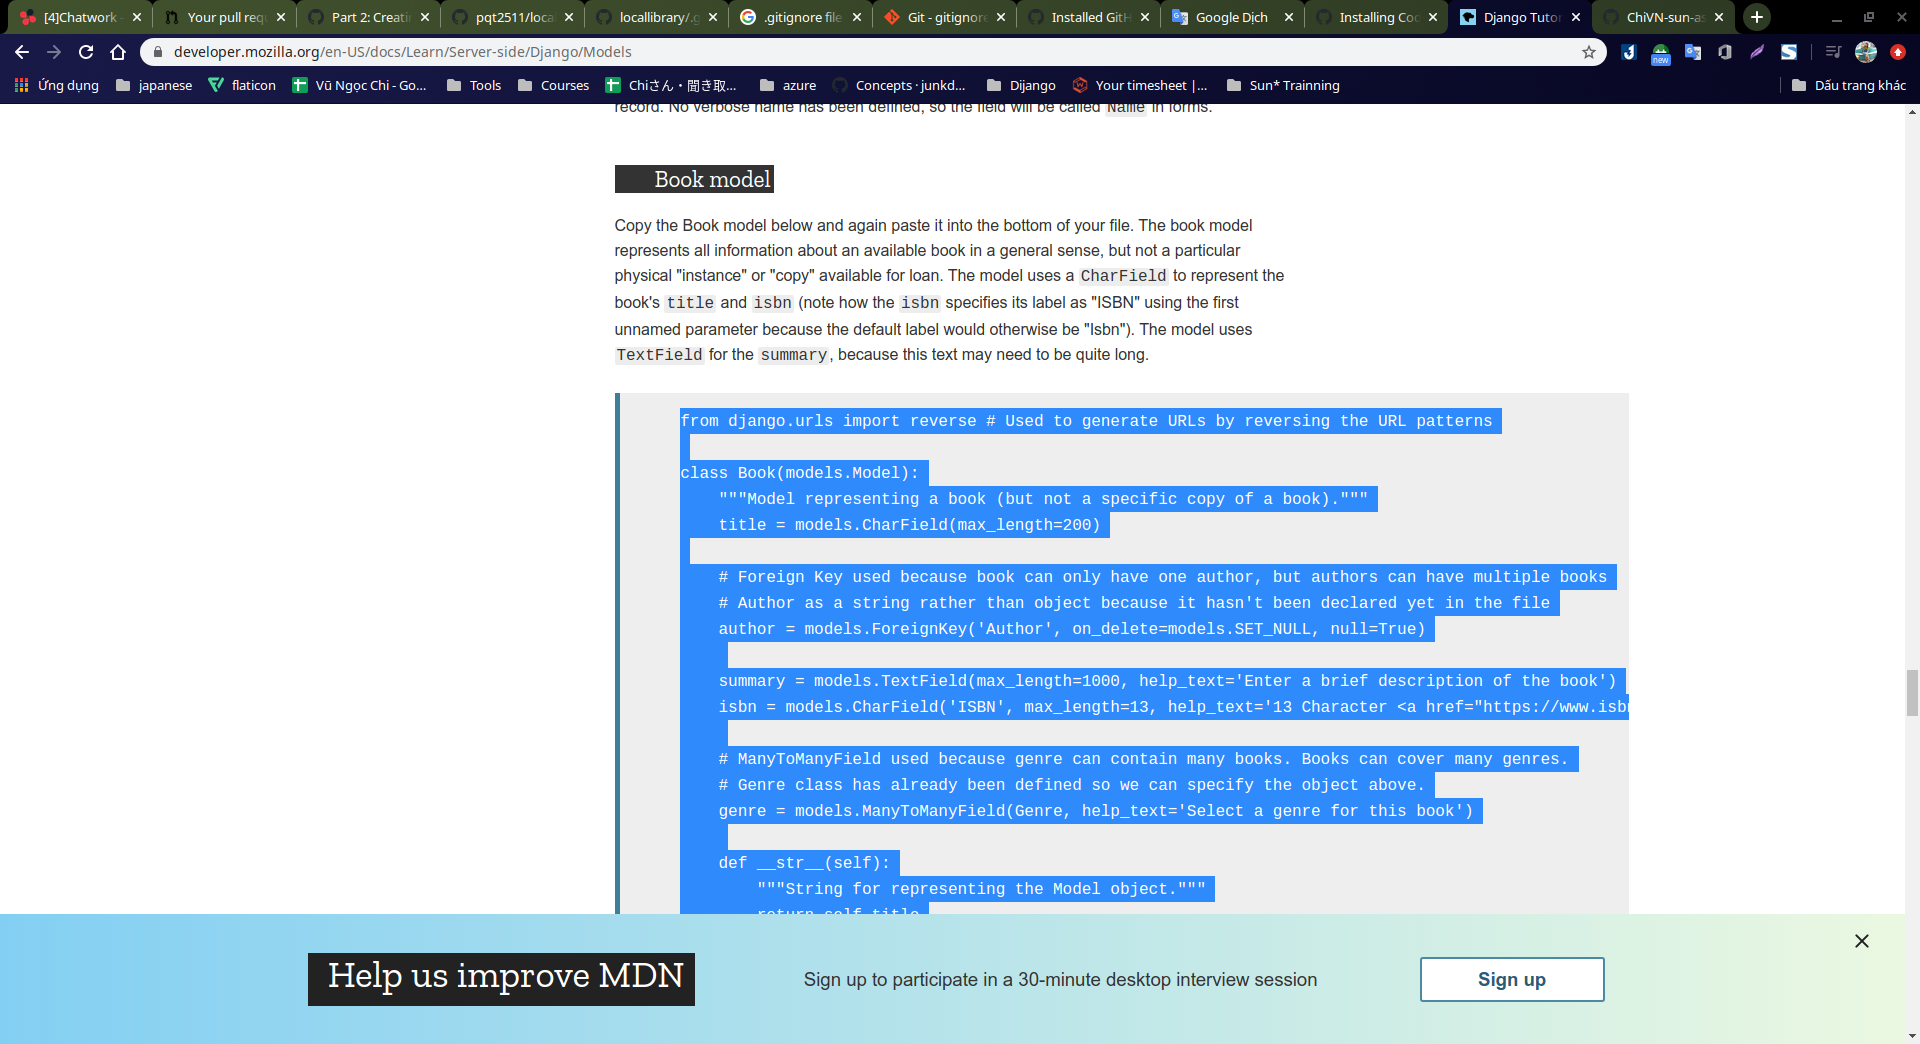 [4]Chatwork -
Your pull req
Part 2: Creati
pqt2511/loca
locallibrary/.g
.gitignore file
Git - gitignore
Installed GitH
Google Dịch
Installing Coo
Django Tutor
ChiVN-sun-as
developer.mozilla.org/en-US/docs/Learn/Server-side/Django/Models
new
Ứng dụng
japanese
flaticon
Vũ Ngọc Chi - Go...
Tools
Courses
Chiさん・聞き取...
azure
Concepts · junkd...
Dijango
Your timesheet |...
Sun* Trainning
Dấu trang khác
record. No verbose name has been defined, so the field will be called Name in forms.
Book model
Copy the Book model below and again paste it into the bottom of your file. The book model
represents all information about an available book in a general sense, but not a particular
physical "instance" or "copy" available for loan. The model uses a CharField to represent the
book's title and isbn (note how the isbn specifies its label as "ISBN" using the first
unnamed parameter because the default label would otherwise be "Isbn"). The model uses
TextField for the summary, because this text may need to be quite long.
from django.urls import reverse # Used to generate URLs by reversing the URL patterns
class Book(models.Model):
"""Model representing a book (but not a specific copy of a book)."""
title = models.CharField(max_length=200)
# Foreign Key used because book can only have one author, but authors can have multiple books
# Author as a string rather than object because it hasn't been declared yet in the file
author = models.ForeignKey('Author', on_delete=models.SET_NULL, null=True)
summary = models.TextField(max_length=1000, help_text='Enter a brief description of the book')
isbn = models.CharField('ISBN', max_length=13, help_text='13 Character <a href="https://www.isbn
# ManyToManyField used because genre can contain many books. Books can cover many genres.
# Genre class has already been defined so we can specify the object above.
genre = models.ManyToManyField(Genre, help_text='Select a genre for this book')
def __str__(self):
"""String for representing the Model object."""
return self.title
Help us improve MDN
Sign up to participate in a 30-minute desktop interview session
Sign up